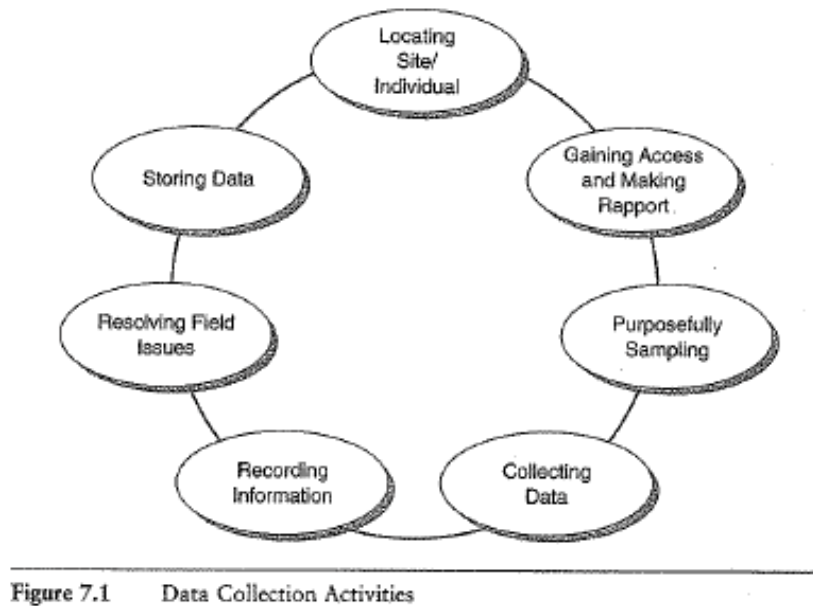 Locating
Site/
Individual
Gaining Access
and Making
Rapport
Purposefully
Sampling
Collecting
Data
Recording
Information
Resolving Field
Issues
Storing Data
Figure 7.1 Data Collection Activities